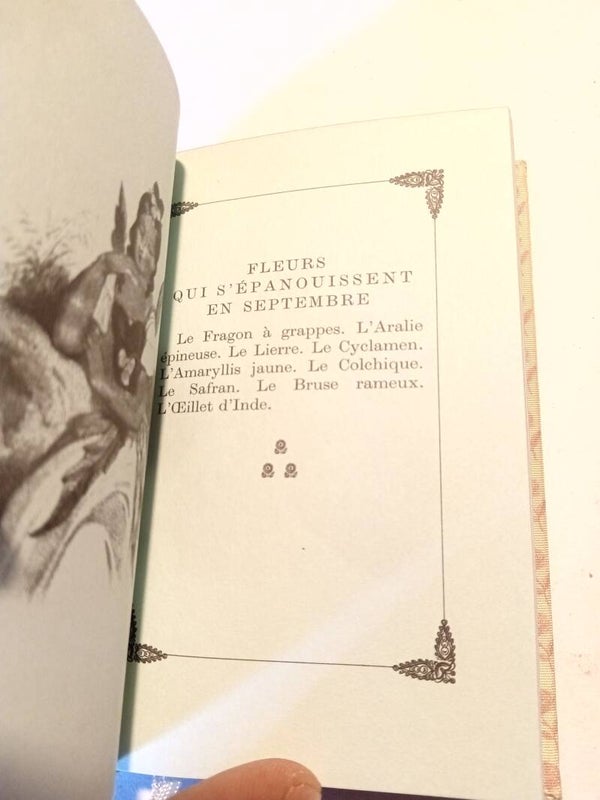 FLEURS
QUI S'ÉPANOUISSENT
EN SEPTEMBRE
Le Fragon à grappes. L'Aralie
épineuse. Le Lierre. Le Cyclamen.
L'Amaryllis jaune. Le Colchique.
Le Safran. Le Bruse rameux.
L'Œillet d'Inde.